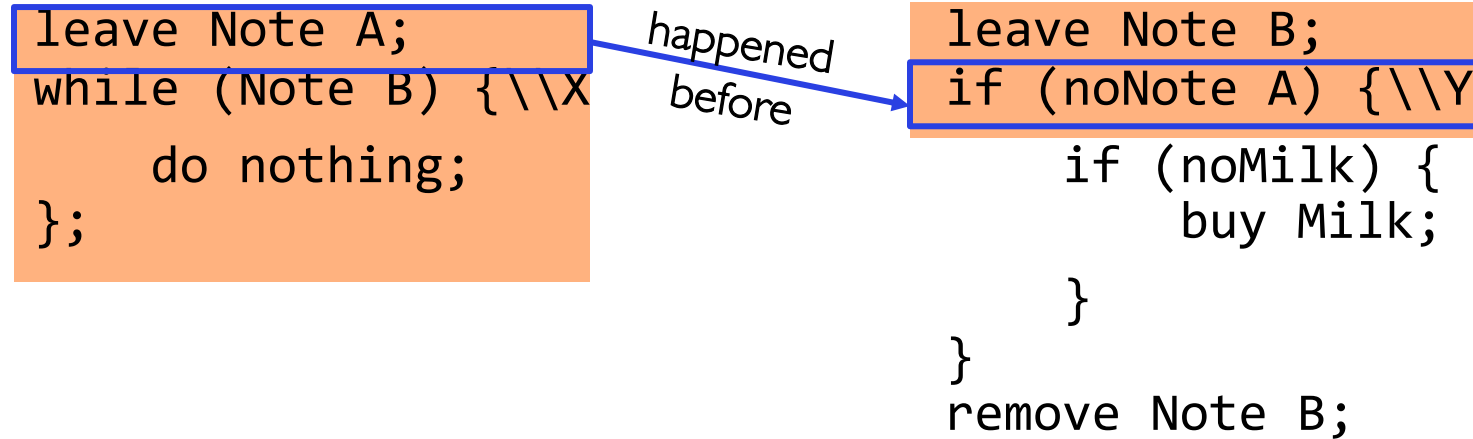 leave Note A;
while (Note B) {\\X
do nothing;
};
happened
before
leave Note B;
if (noNote A) {\\Y
if (noMilk) {
buy Milk;
}
}
remove Note B;